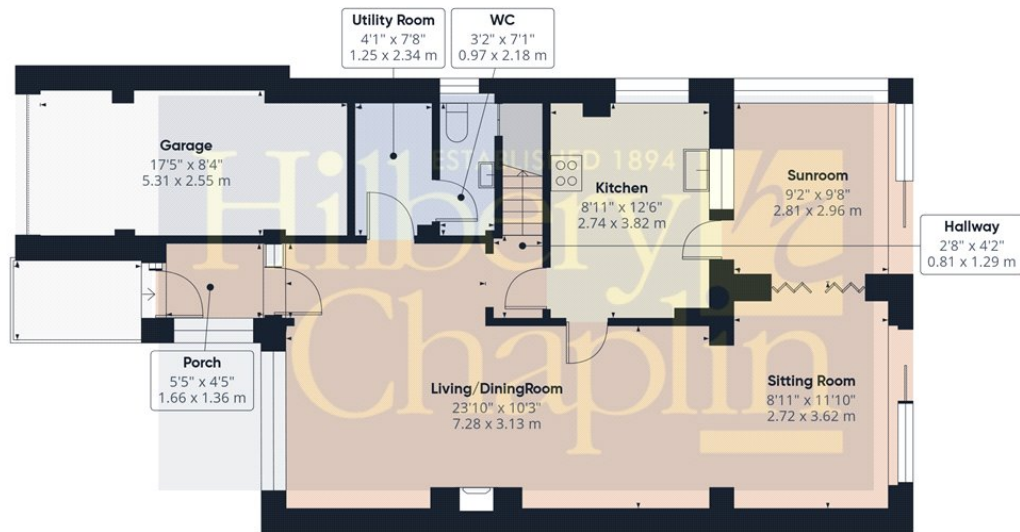 Utility Room
4'1" x 7'8"
1.25 x 2.34 m
WC
3'2" x 7'1"
0.97 x 2.18 m
Garage
17'5" x 8'4"
5.31 x 2.55 m
ESTABLISHED 1894
Hilbery
Chaplin
h
Kitchen
8'11" x 12'6"
2.74 x 3.82 m
Sunroom
9'2" x 9'8"
2.81 x 2.96 m
Hallway
2'8" x 4'2"
0.81 x 1.29 m
Porch
5'5" x 4'5"
1.66 x 1.36 m
Living/DiningRoom
23'10" x 10'3"
7.28 x 3.13 m
Sitting Room
8'11" x 11'10"
2.72 x 3.62 m